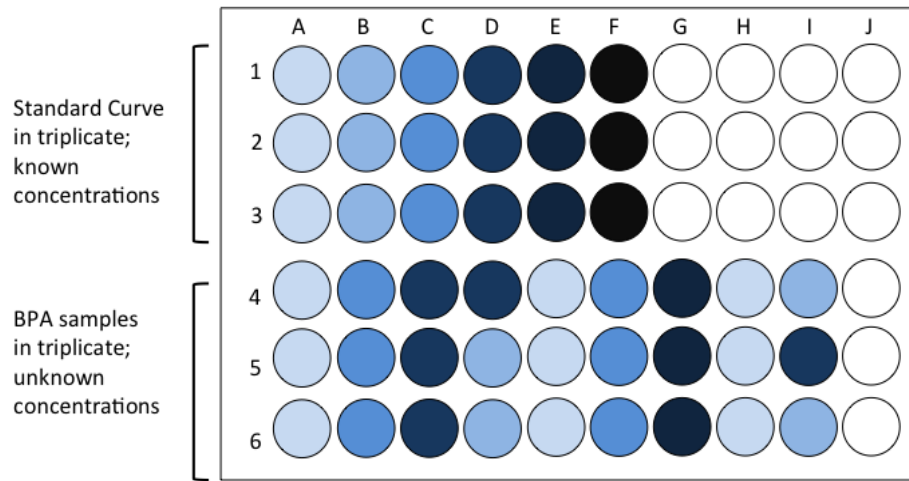 A B C D E F G H I J
1
Standard Curve
in triplicate;
known
concentrations
2
3
4
BPA samples
in triplicate;
unknown
concentrations
5
6